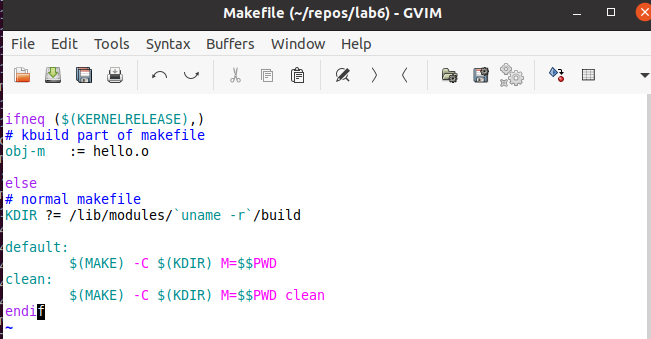 Makefile (~/repos/lab6) - GVIM
File Edit Tools Syntax Buffers Window Help
ifneq ($(KERNELRELEASE),)
# kbuild part of makefile
obj-m   := hello.o
else
# normal makefile
KDIR ?= /lib/modules/`uname -r`/build
default:
        $(MAKE) -C $(KDIR) M=$$PWD
clean:
        $(MAKE) -C $(KDIR) M=$$PWD clean
endif
~